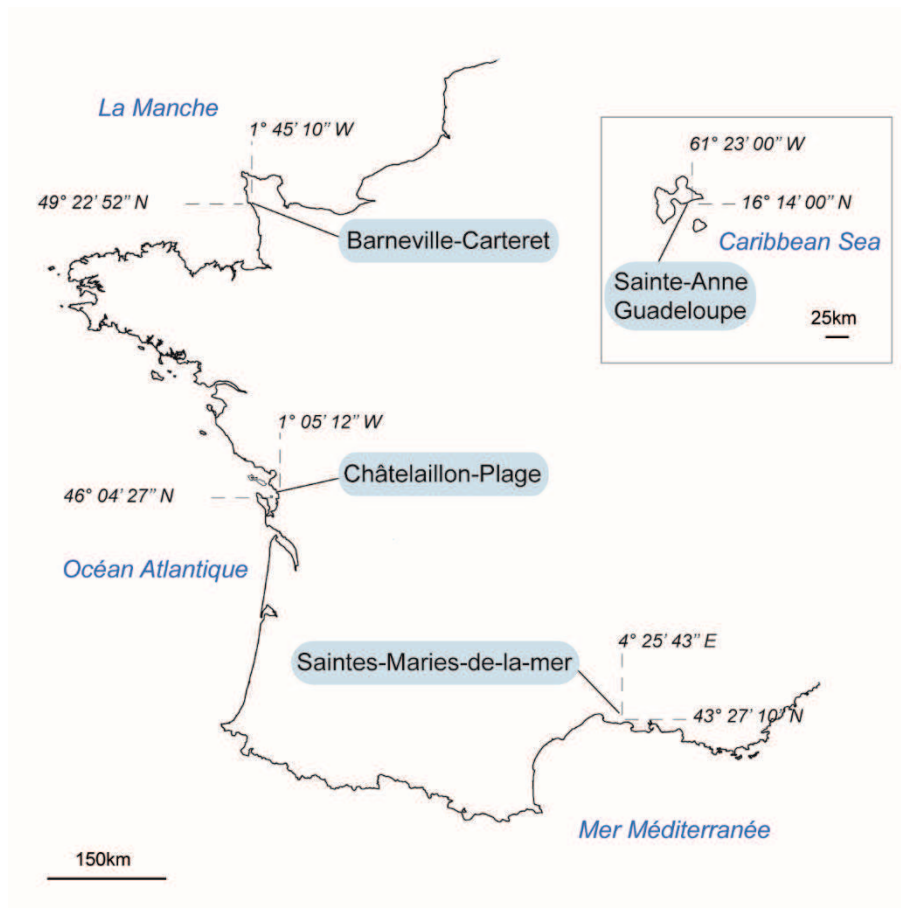 La Manche
1° 45’ 10’’ W
49° 22’ 52’’ N
Barneville-Carteret
61° 23’ 00’’ W
16° 14’ 00’’ N
Caribbean Sea
Sainte-Anne
Guadeloupe
25km
1° 05’ 12’’ W
Châtelaillon-Plage
46° 04’ 27’’ N
Océan Atlantique
4° 25’ 43’’ E
Saintes-Maries-de-la-mer
43° 27’ 10’’ N
Mer Méditerranée
150km